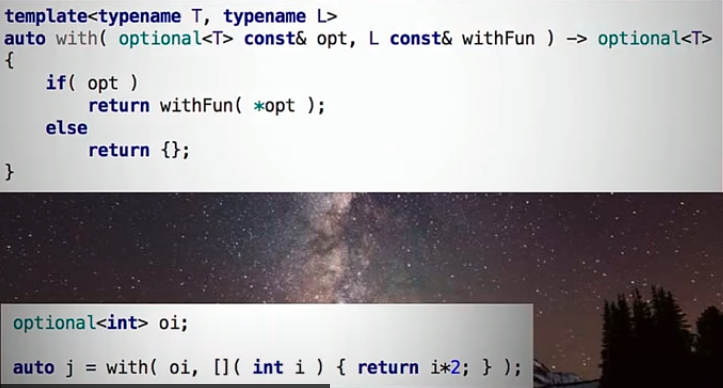 template<typename T, typename L>
auto with( optional<T> const& opt, L const& withFun ) -> optional<T>
{
    if( opt )
        return withFun( *opt );
    else
        return {};
}
optional<int> oi;
auto j = with( oi, []( int i ) { return i*2; } );